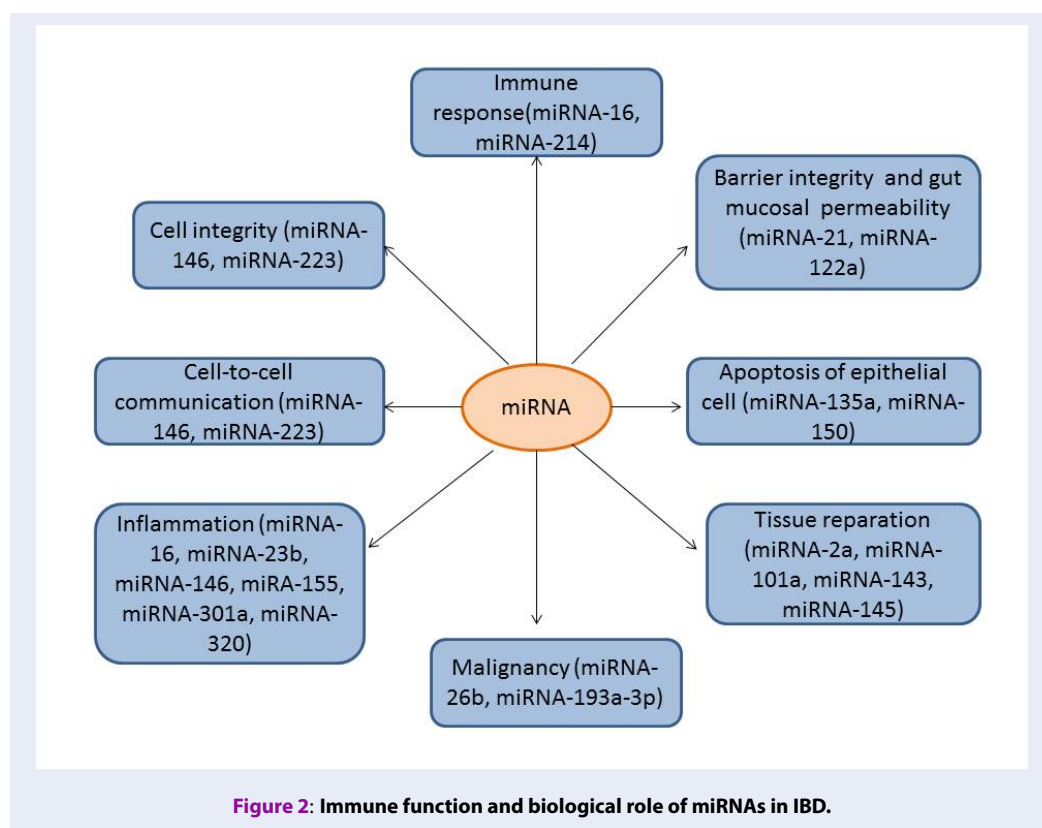 Immune
response(miRNA-16,
miRNA-214)
Barrier integrity and gut
mucosal permeability
(miRNA-21, miRNA-
122a)
Cell integrity (miRNA-
146, miRNA-223)
Cell-to-cell
communication (miRNA-
146, miRNA-223)
miRNA
Apoptosis of epithelial
cell (miRNA-135a, miRNA-
150)
Inflammation (miRNA-
16, miRNA-23b,
miRNA-146, miRA-155,
miRNA-301a, miRNA-
320)
Tissue reparation
(miRNA-2a, miRNA-
101a, miRNA-143,
miRNA-145)
Malignancy (miRNA-
26b, miRNA-193a-3p)
Figure 2: Immune function and biological role of miRNAs in IBD.